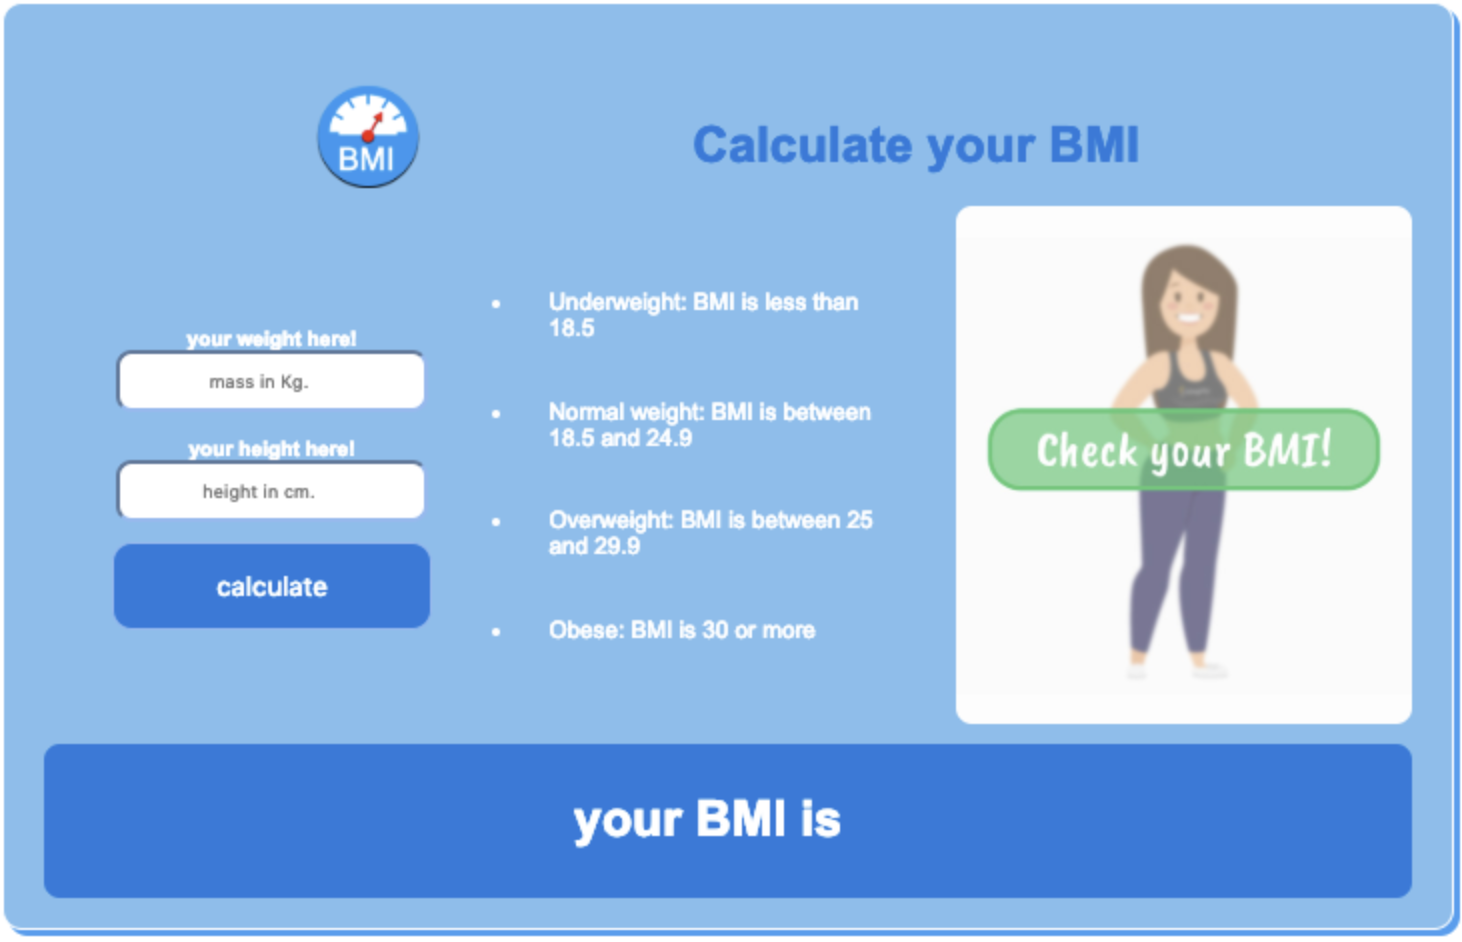 BMI
Calculate your BMI
your weight here!
mass in Kg.
your height here!
height in cm.
calculate
• Underweight: BMI is less than
18.5
• Normal weight: BMI is between
18.5 and 24.9
• Overweight: BMI is between 25
and 29.9
• Obese: BMI is 30 or more
Check your BMI!
your BMI is